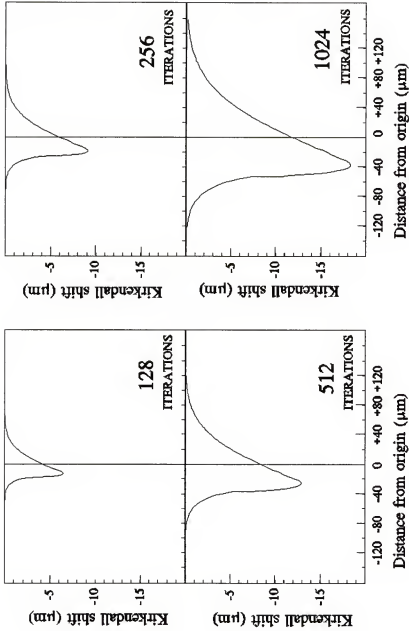 Kirkendall shift (µm)
-5
-10
-15
128
ITERATIONS
Kirkendall shift (µm)
-5
-10
-15
512
ITERATIONS
-120 -80 -40 0 +40 +80 +120
Distance from origin (µm)
Kirkendall shift (µm)
-5
-10
-15
256
ITERATIONS
Kirkendall shift (µm)
-5
-10
-15
1024
ITERATIONS
-120 -80 -40 0 +40 +80 +120
Distance from origin (µm)